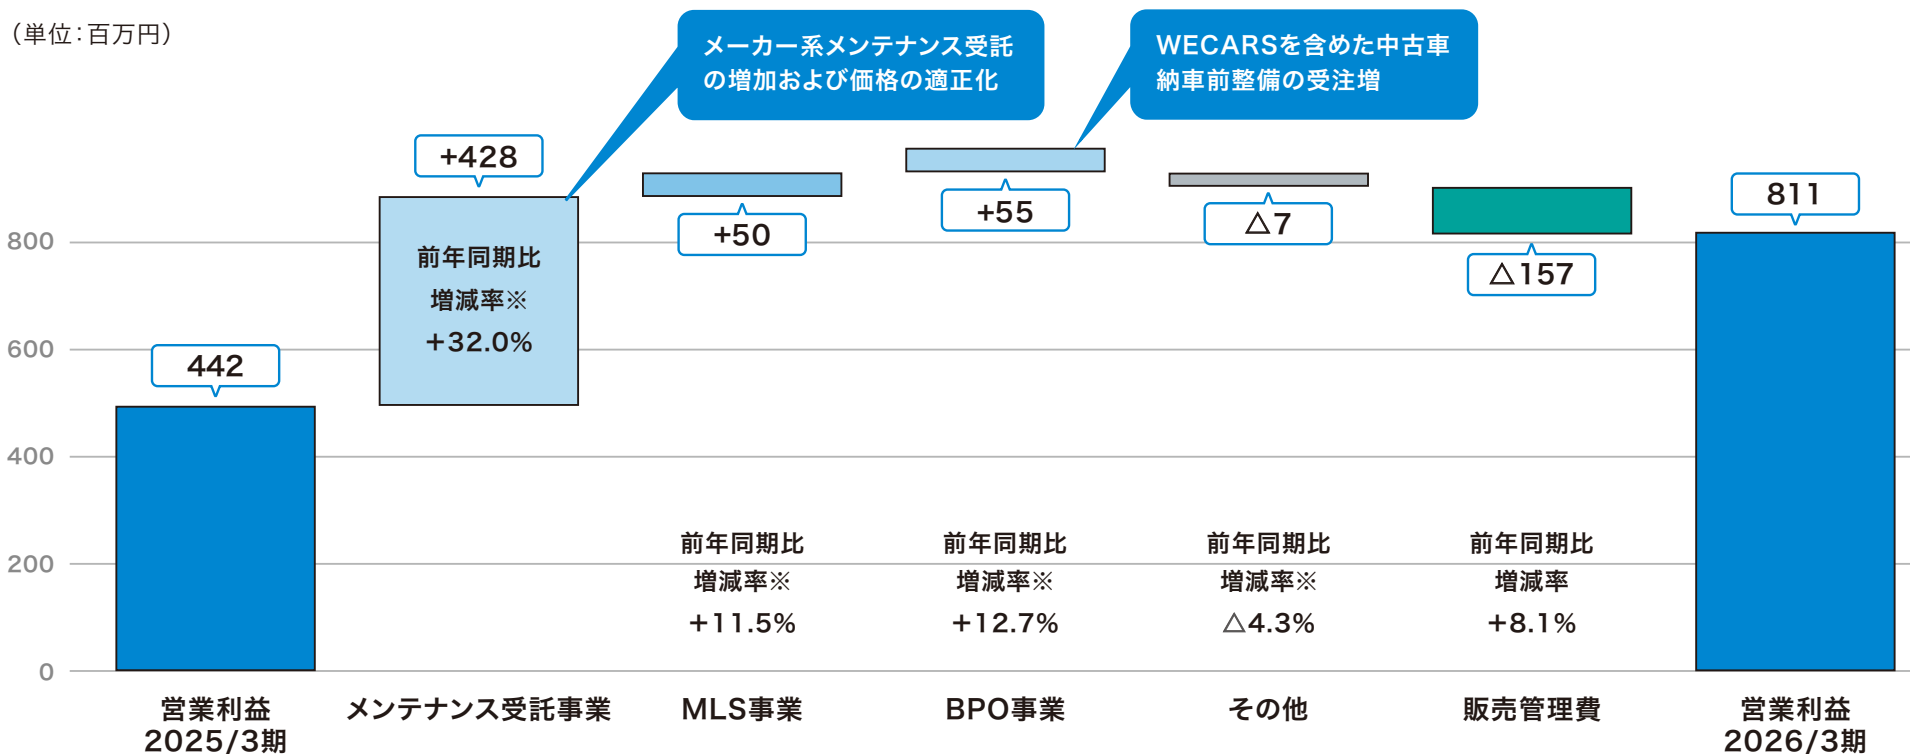 （単位：百万円）
メーカー系メンテナンス受託
の増加および価格の適正化
WECARSを含めた中古車
納車前整備の受注増
+428
+50
+55
△7
△157
811
442
前年同期比
増減率※
+32.0%
800
600
400
200
0
前年同期比
増減率※
+11.5%
前年同期比
増減率※
+12.7%
前年同期比
増減率※
△4.3%
前年同期比
増減率
+8.1%
営業利益
2025/3期
メンテナンス受託事業
MLS事業
BPO事業
その他
販売管理費
営業利益
2026/3期